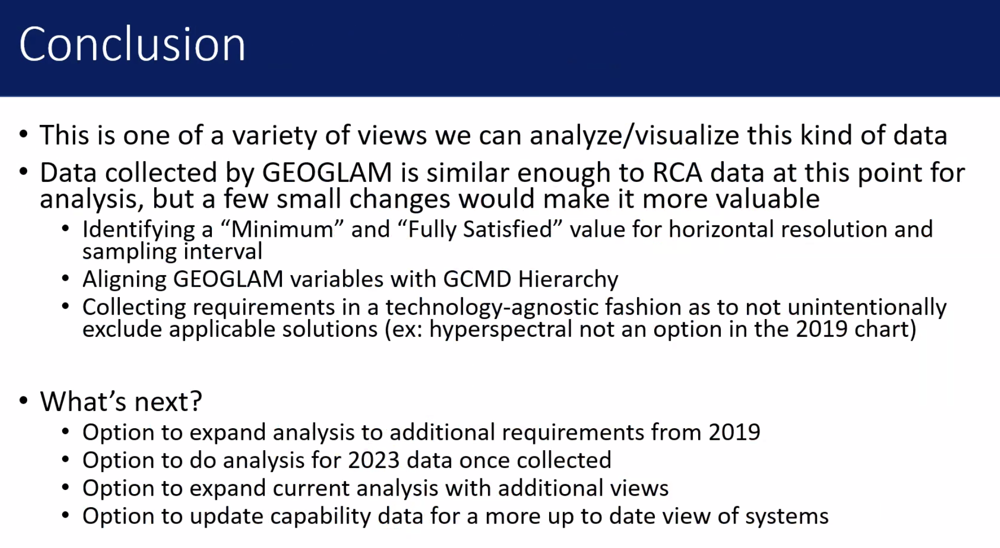 Conclusion
• This is one of a variety of views we can analyze/visualize this kind of data
• Data collected by GEOGLAM is similar enough to RCA data at this point for
analysis, but a few small changes would make it more valuable
• Identifying a “Minimum” and “Fully Satisfied” value for horizontal resolution and
sampling interval
• Aligning GEOGLAM variables with GCMD Hierarchy
• Collecting requirements in a technology-agnostic fashion as to not unintentionally
exclude applicable solutions (ex: hyperspectral not an option in the 2019 chart)
• What’s next?
• Option to expand analysis to additional requirements from 2019
• Option to do analysis for 2023 data once collected
• Option to expand current analysis with additional views
• Option to update capability data for a more up to date view of systems